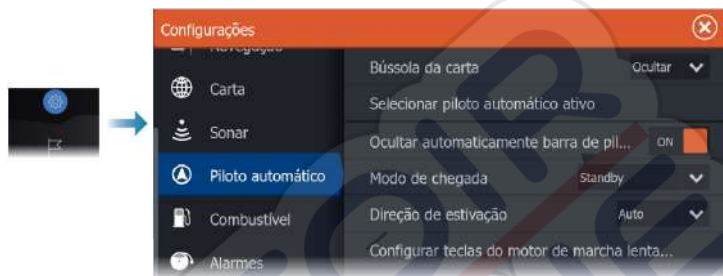 Configurações
Navegação
Carta
Sonar
Piloto automático
Combustível
Alarmes
Bússola da carta Ocultar
Selecionar piloto automático ativo
Ocultar automaticamente barra de pil... ON
Modo de chegada Standby
Direção de estivação Auto
Configurar teclas do motor de marcha lenta...